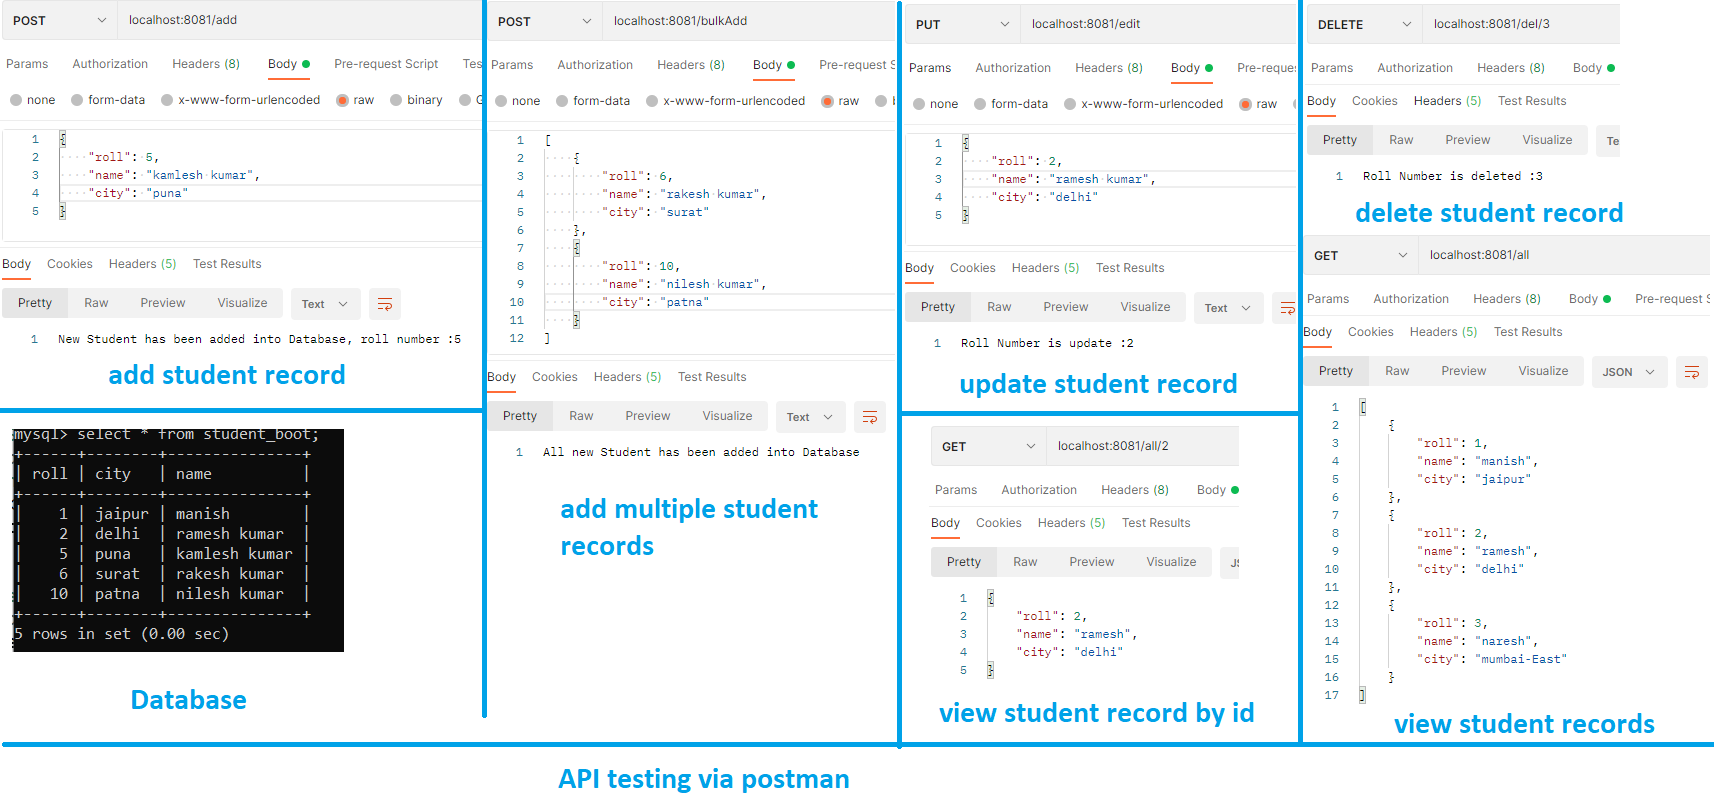 POST localhost:8081/add
Params Authorization Headers (8) Body Pre-request Script
none form-data x-www-form-urlencoded raw binary
1 {
2 "roll": 5,
3 "name": "kamlesh kumar",
4 "city": "puna"
5 }
Body Cookies Headers (5) Test Results
Pretty Raw Preview Visualize Text
1 New Student has been added into Database, roll number :5
add student record
mysql> select * from student_boot;
+------+--------+---------------+
| roll | city | name |
+------+--------+---------------+
| 1 | jaipur | manish |
| 2 | delhi | ramesh kumar |
| 5 | puna | kamlesh kumar |
| 6 | surat | rakesh kumar |
| 10 | patna | nilesh kumar |
+------+--------+---------------+
5 rows in set (0.00 sec)
Database
POST localhost:8081/bulkAdd
Params Authorization Headers (8) Body Pre-request S
none form-data x-www-form-urlencoded raw
1 [
2 {
3 "roll": 6,
4 "name": "rakesh kumar",
5 "city": "surat"
6 },
7 {
8 "roll": 10,
9 "name": "nilesh kumar",
10 "city": "patna"
11 }
12 ]
Body Cookies Headers (5) Test Results
Pretty Raw Preview Visualize Text
1 All new Student has been added into Database
add multiple student
records
PUT localhost:8081/edit
Params Authorization Headers (8) Body Pre-reques
none form-data x-www-form-urlencoded raw
1 {
2 "roll": 2,
3 "name": "ramesh kumar",
4 "city": "delhi"
5 }
Body Cookies Headers (5) Test Results
Pretty Raw Preview Visualize Text
1 Roll Number is update :2
update student record
GET localhost:8081/all/2
Params Authorization Headers (8) Body
Body Cookies Headers (5) Test Results
Pretty Raw Preview Visualize
1 {
2 "roll": 2,
3 "name": "ramesh",
4 "city": "delhi"
5 }
view student record by id
DELETE localhost:8081/del/3
Params Authorization Headers (8) Body
Body Cookies Headers (5) Test Results
Pretty Raw Preview Visualize Te
1 Roll Number is deleted :3
delete student record
GET localhost:8081/all
Params Authorization Headers (8) Body Pre-request S
Body Cookies Headers (5) Test Results
Pretty Raw Preview Visualize JSON
1 [
2 {
3 "roll": 1,
4 "name": "manish",
5 "city": "jaipur"
6 },
7 {
8 "roll": 2,
9 "name": "ramesh",
10 "city": "delhi"
11 },
12 {
13 "roll": 3,
14 "name": "naresh",
15 "city": "mumbai-East"
16 }
17 ]
view student records
API testing via postman